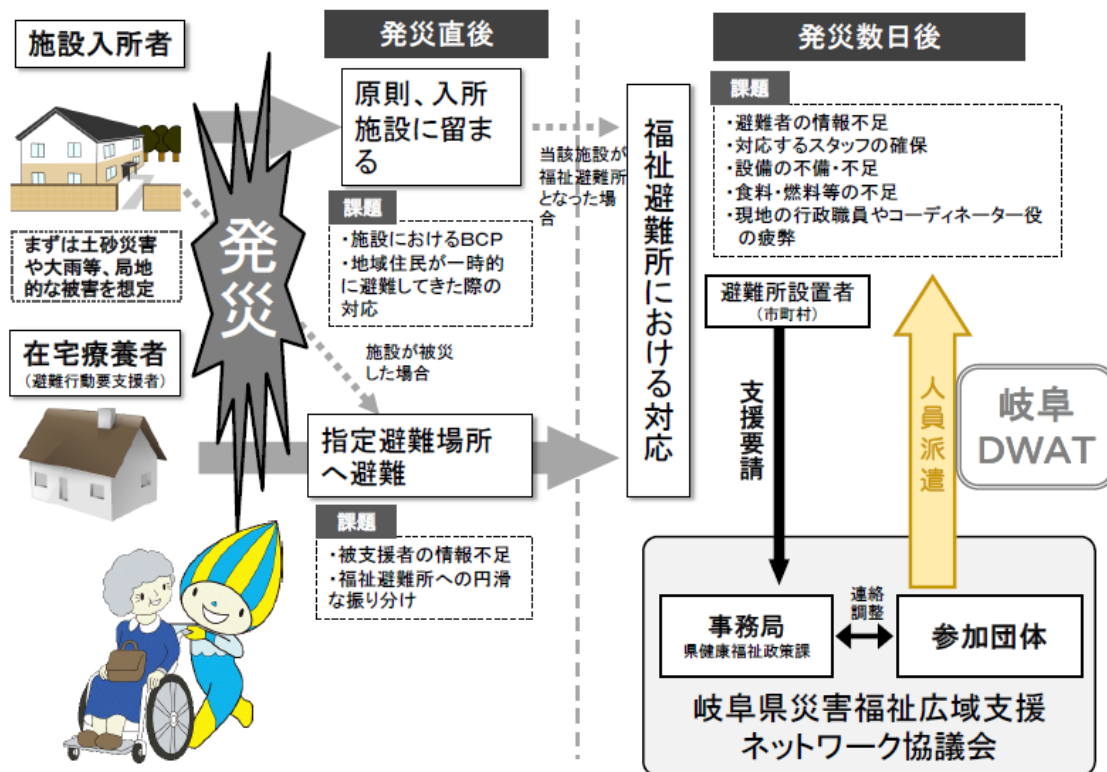 施設入所者
まずは土砂災害
や大雨等、局地
的な被害を想定
在宅療養者
(避難行動要支援者)
発災
発災直後
原則、入所
施設に留ま
る
課題
・施設におけるBCP
・地域住民が一時的
に避難してきた際の
対応
施設が被災
した場合
指定避難場所
へ避難
課題
・被支援者の情報不足
・福祉避難所への円滑
な振り分け
当該施設が
福祉避難所
となった場
合
福祉避難所における対応
発災数日後
課題
・避難者の情報不足
・対応するスタッフの確保
・設備の不備・不足
・食料・燃料等の不足
・現地の行政職員やコーディネーター役
の疲弊
避難所設置者
(市町村)
支援要請
人員派遣
岐阜
DWAT
事務局
県健康福祉政策課
連絡
調整
参加団体
岐阜県災害福祉広域支援
ネットワーク協議会